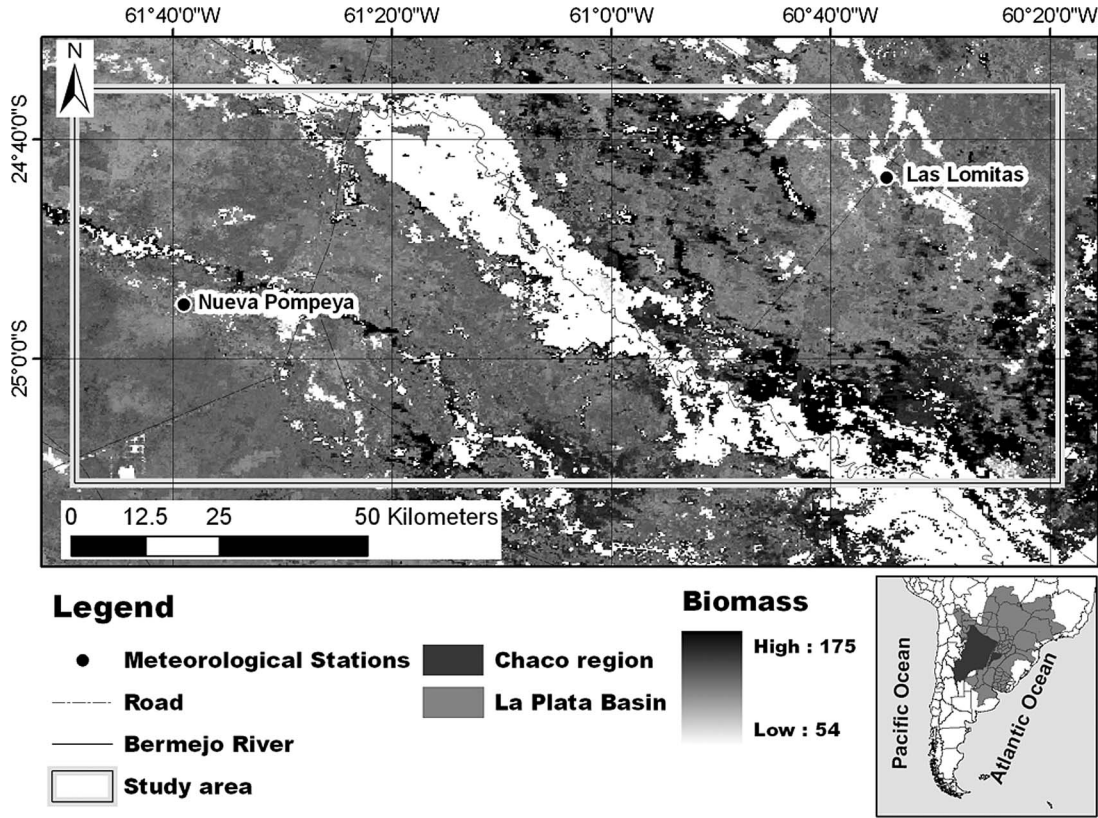 61°40'0"W 61°20'0"W 61°0'0"W 60°40'0"W 60°20'0"W
N
24°40'0"S
Las Lomitas
Nueva Pompeya
25°0'0"S
0 12.5 25 50 Kilometers
Legend
Meteorological Stations
Road
Bermejo River
Study area
Chaco region
La Plata Basin
Biomass
High : 175
Low : 54
Pacific Ocean
Atlantic Ocean